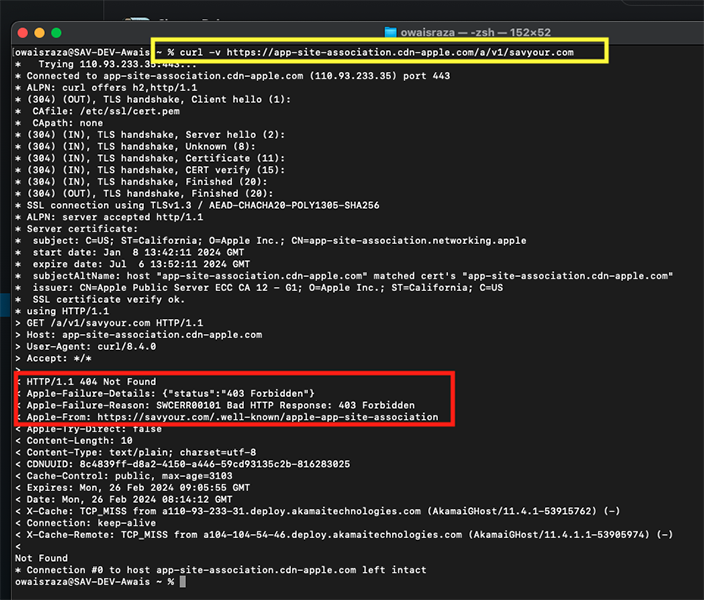 owaisraza — -zsh — 152×52
[owaisraza@SAV-DEV-Awais ~ % curl -v https://app-site-association.cdn-apple.com/a/v1/savyour.com
*   Trying 110.93.233.35:443...
* Connected to app-site-association.cdn-apple.com (110.93.233.35) port 443
* ALPN: curl offers h2,http/1.1
* (304) (OUT), TLS handshake, Client hello (1):
*  CAfile: /etc/ssl/cert.pem
*  CApath: none
* (304) (IN), TLS handshake, Server hello (2):
* (304) (IN), TLS handshake, Unknown (8):
* (304) (IN), TLS handshake, Certificate (11):
* (304) (IN), TLS handshake, CERT verify (15):
* (304) (IN), TLS handshake, Finished (20):
* (304) (OUT), TLS handshake, Finished (20):
* SSL connection using TLSv1.3 / AEAD-CHACHA20-POLY1305-SHA256
* ALPN: server accepted http/1.1
* Server certificate:
*  subject: C=US; ST=California; O=Apple Inc.; CN=app-site-association.networking.apple
*  start date: Jan  8 13:42:11 2024 GMT
*  expire date: Jul  6 13:52:11 2024 GMT
*  subjectAltName: host "app-site-association.cdn-apple.com" matched cert's "app-site-association.cdn-apple.com"
*  issuer: CN=Apple Public Server ECC CA 12 - G1; O=Apple Inc.; ST=California; C=US
*  SSL certificate verify ok.
* using HTTP/1.1
> GET /a/v1/savyour.com HTTP/1.1
> Host: app-site-association.cdn-apple.com
> User-Agent: curl/8.4.0
> Accept: */*
>
< HTTP/1.1 404 Not Found
< Apple-Failure-Details: {"status":"403 Forbidden"}
< Apple-Failure-Reason: SWCERR00101 Bad HTTP Response: 403 Forbidden
< Apple-From: https://savyour.com/.well-known/apple-app-site-association
< Apple-Try-Direct: false
< Content-Length: 10
< Content-Type: text/plain; charset=utf-8
< CDNUUID: 8c4839ff-d8a2-4150-a446-59cd93135c2b-816283025
< Cache-Control: public, max-age=3103
< Expires: Mon, 26 Feb 2024 09:05:55 GMT
< Date: Mon, 26 Feb 2024 08:14:12 GMT
< X-Cache: TCP_MISS from a110-93-233-31.deploy.akamaitechnologies.com (AkamaiGHost/11.4.1-53915762) (-)
< Connection: keep-alive
< X-Cache-Remote: TCP_MISS from a104-104-54-46.deploy.akamaitechnologies.com (AkamaiGHost/11.4.1.1-53905974) (-)
<
Not Found
* Connection #0 to host app-site-association.cdn-apple.com left intact
owaisraza@SAV-DEV-Awais ~ %